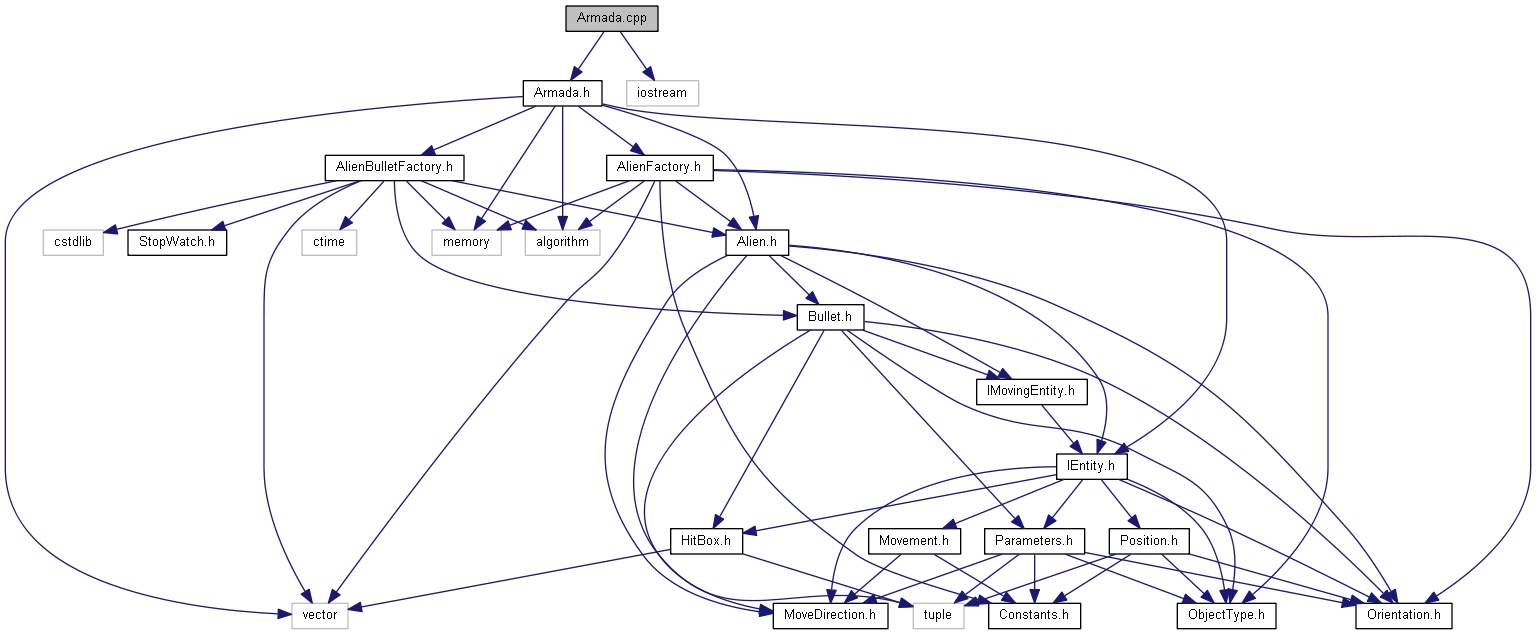 Armada.cpp
Armada.h
iostream
AlienBulletFactory.h
AlienFactory.h
cstdlib
StopWatch.h
ctime
memory
algorithm
Alien.h
Bullet.h
IMovingEntity.h
IEntity.h
HitBox.h
Movement.h
Parameters.h
Position.h
vector
MoveDirection.h
tuple
Constants.h
ObjectType.h
Orientation.h